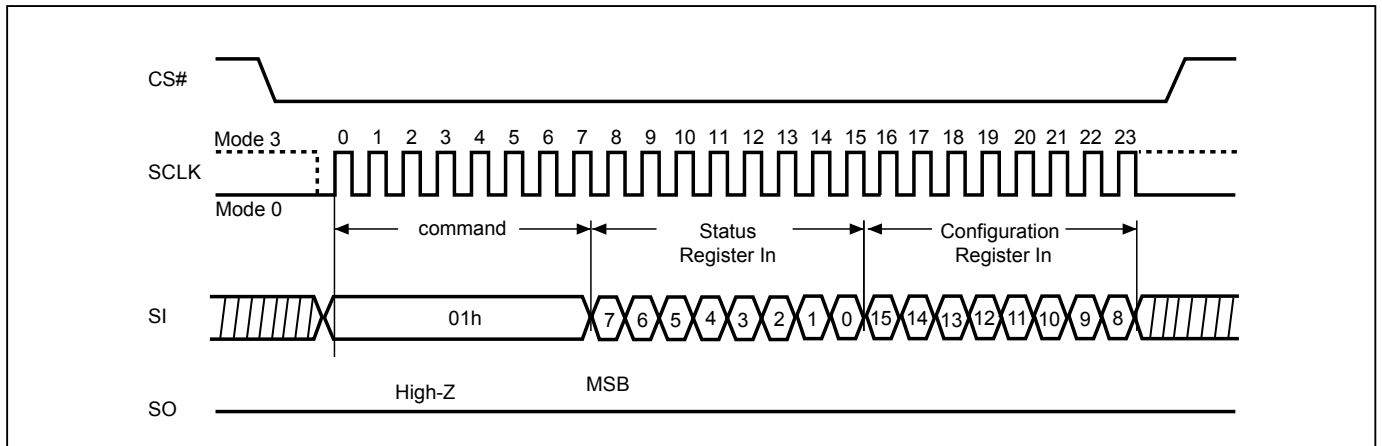 CS#
Mode 3
0 1 2 3 4 5 6 7 8 9 10 11 12 13 14 15 16 17 18 19 20 21 22 23
SCLK
Mode 0
command
Status Register In
Configuration Register In
SI
01h
7 6 5 4 3 2 1 0 15 14 13 12 11 10 9 8
High-Z
MSB
SO